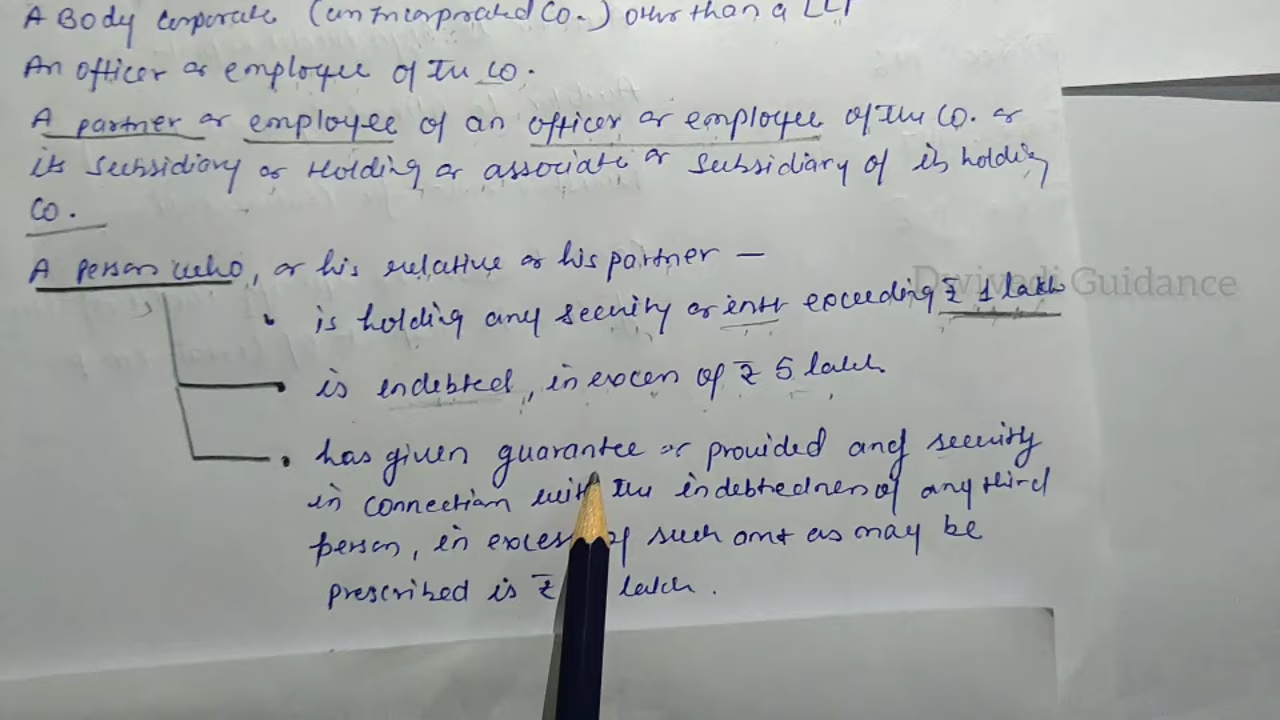 A Body Corporate (an Incorporated Co.) other than a LLP
An officer or employee of the Co.
A partner or employee of an officer or employee of the Co. or
its subsidiary or Holding or associate or subsidiary of its holding
Co.
A person who, or his relative or his partner —
Dwivedi Guidance
• is holding any security or intt exceeding ₹ 1 lakh
• is indebted, in excess of ₹ 5 lakh
• has given guarantee or provided any security
in connection with the indebtedness of any third
person, in excess of such amt as may be
prescribed is ₹ lakh.